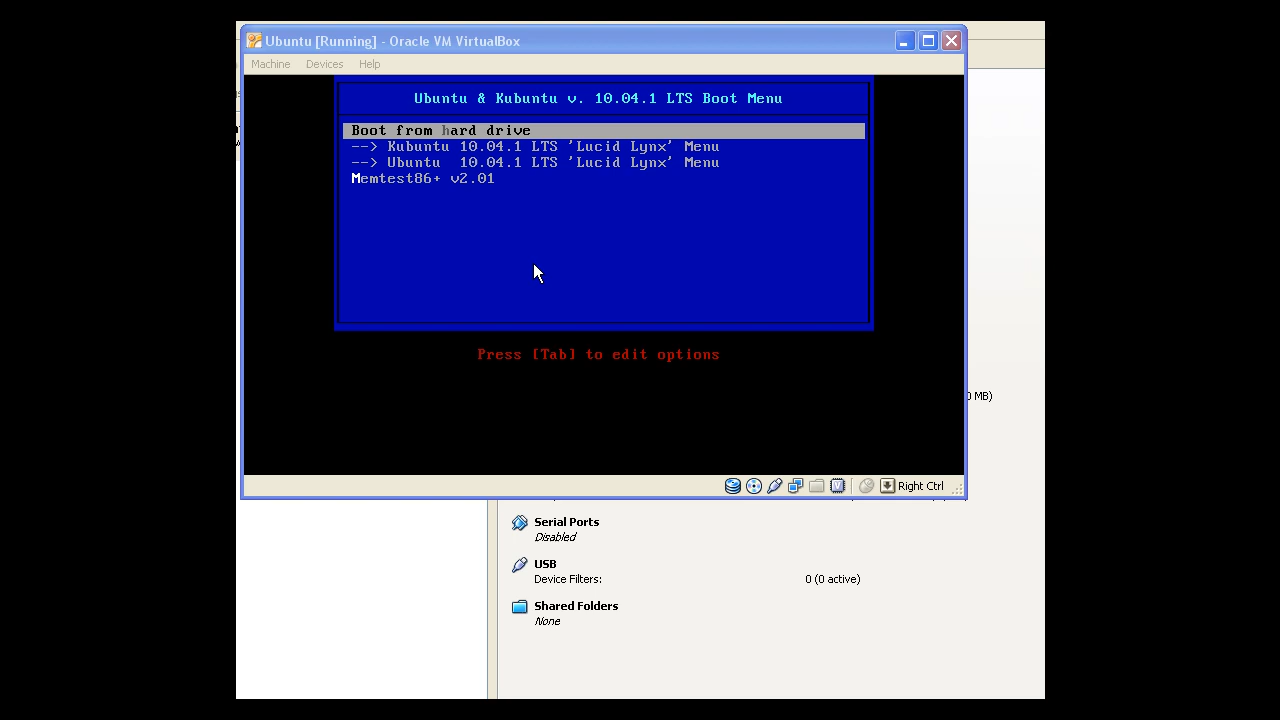 Ubuntu [Running] - Oracle VM VirtualBox
Machine Devices Help
Ubuntu & Kubuntu v. 10.04.1 LTS Boot Menu
Boot from hard drive
--> Kubuntu 10.04.1 LTS 'Lucid Lynx' Menu
--> Ubuntu  10.04.1 LTS 'Lucid Lynx' Menu
Memtest86+ v2.01
Press [Tab] to edit options
MB)
Right Ctrl
Serial Ports
Disabled
USB
Device Filters: 0 (0 active)
Shared Folders
None